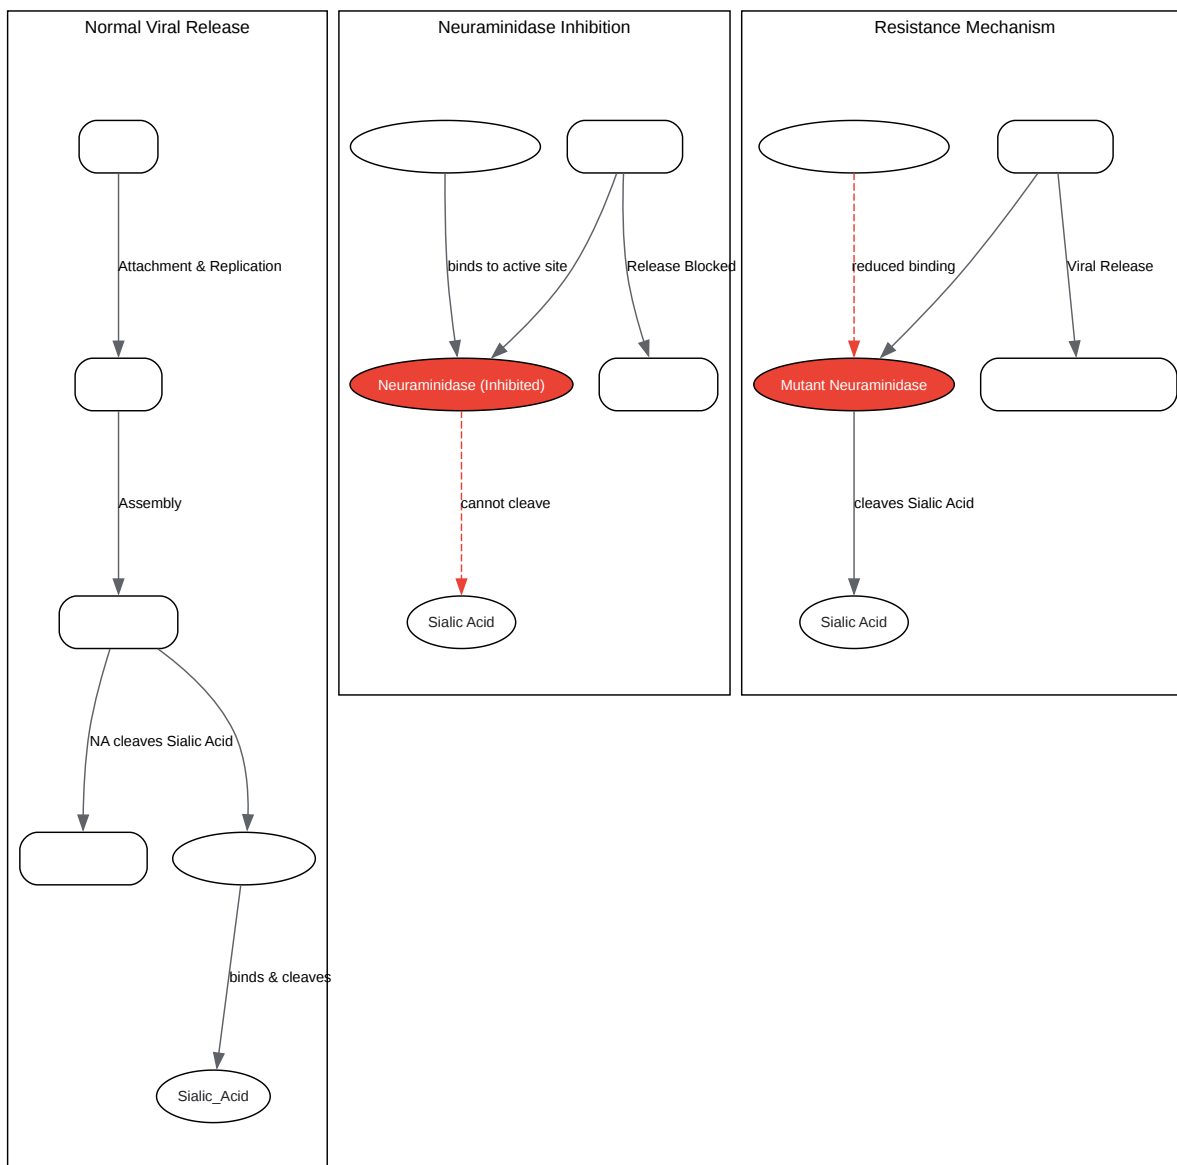 Normal Viral Release
Attachment & Replication
Assembly
NA cleaves Sialic Acid
binds & cleaves
Sialic_Acid
Neuraminidase Inhibition
binds to active site
Release Blocked
Neuraminidase (Inhibited)
cannot cleave
Sialic Acid
Resistance Mechanism
reduced binding
Viral Release
Mutant Neuraminidase
cleaves Sialic Acid
Sialic Acid